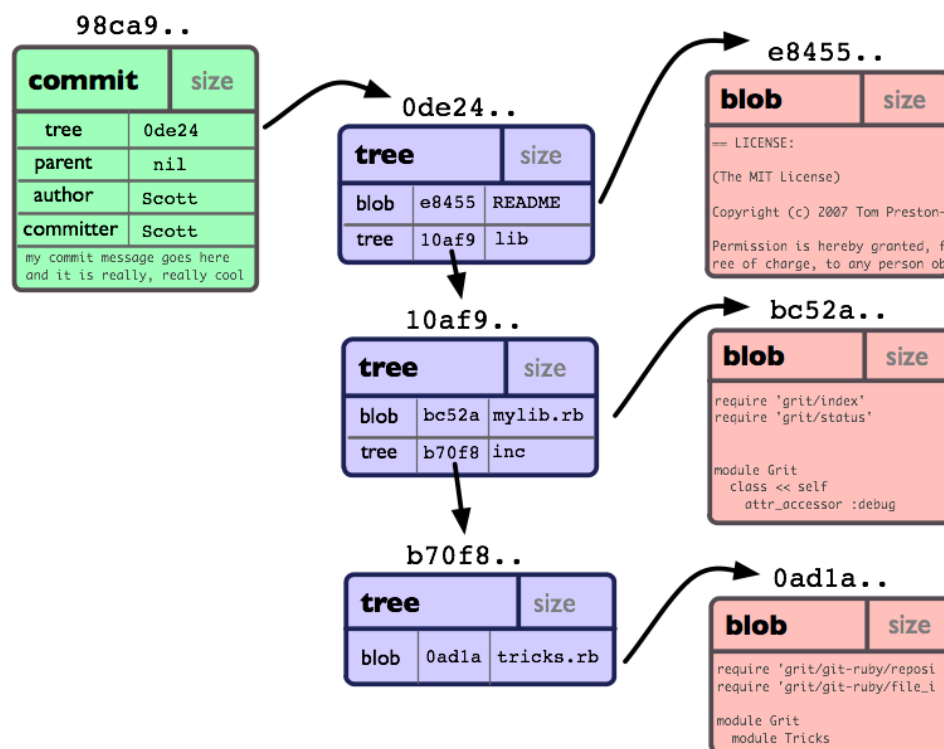 98ca9..
commit size
tree 0de24
parent nil
author Scott
committer Scott
my commit message goes here
and it is really, really cool
0de24..
tree size
blob e8455 README
tree 10af9 lib
10af9..
tree size
blob bc52a mylib.rb
tree b70f8 inc
b70f8..
tree size
blob 0ad1a tricks.rb
e8455..
blob size
== LICENSE:
(The MIT License)
Copyright (c) 2007 Tom Preston-
Permission is hereby granted, f
ree of charge, to any person ob
bc52a..
blob size
require 'grit/index'
require 'grit/status'
module Grit
class << self
attr_accessor :debug
0ad1a..
blob size
require 'grit/git-ruby/reposi
require 'grit/git-ruby/file_i
module Grit
module Tricks